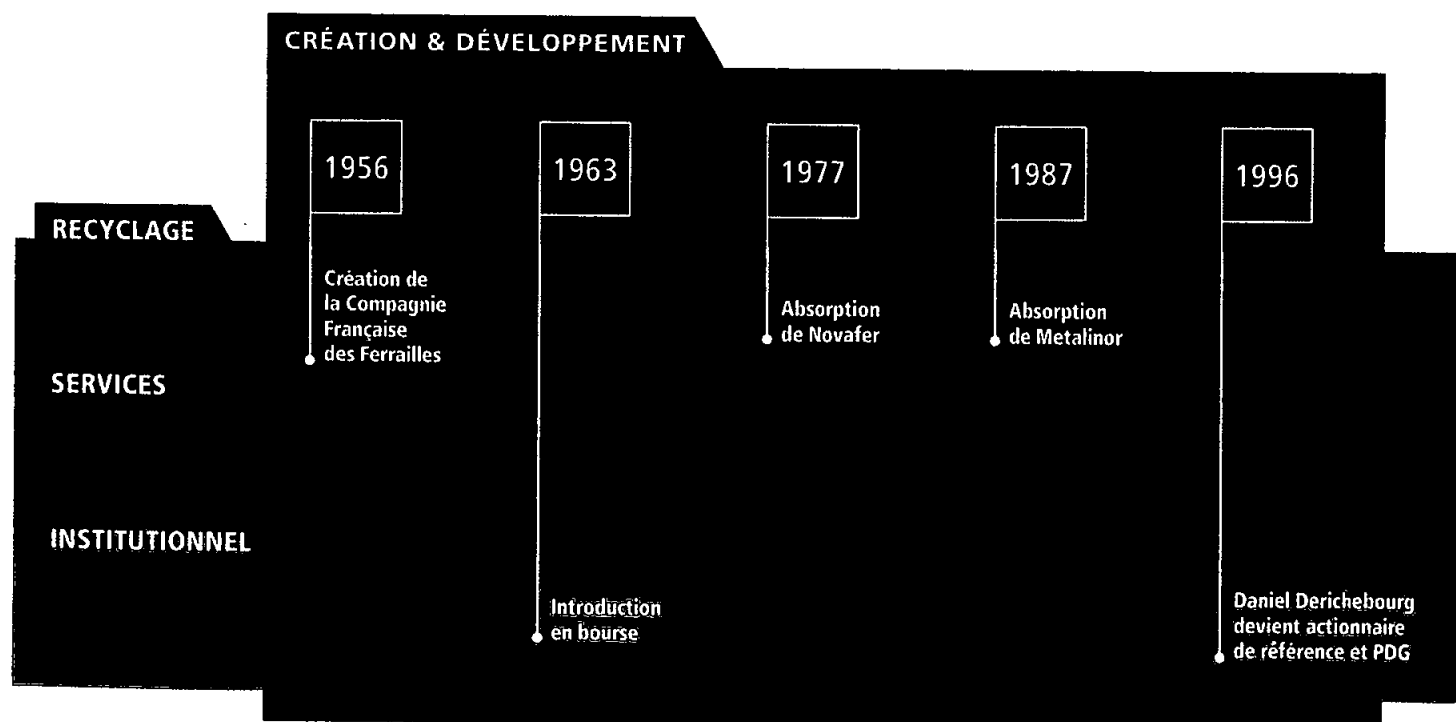 CRÉATION & DÉVELOPPEMENT
1956
1963
1977
1987
1996
RECYCLAGE
Création de
la Compagnie
Française
des Ferrailles
Absorption
de Novafer
Absorption
de Metalinor
SERVICES
INSTITUTIONNEL
Introduction
en bourse
Daniel Derichebourg
devient actionnaire
de référence et PDG